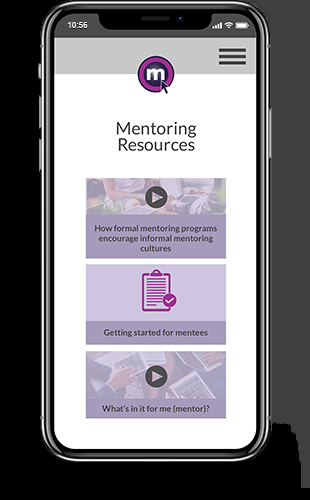 10:56
m
Mentoring
Resources
How formal mentoring programs
encourage informal mentoring
cultures
Getting started for mentees
What's in it for me (mentor)?